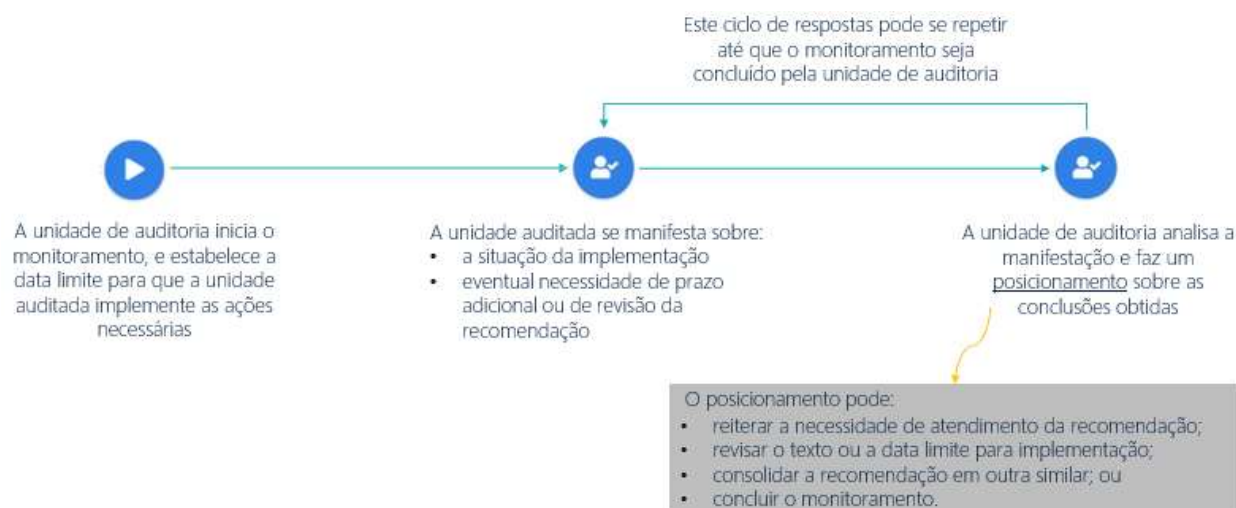 Este ciclo de respostas pode se repetir
até que o monitoramento seja
concluído pela unidade de auditoria
A unidade de auditoria inicia o
monitoramento, e estabelece a
data limite para que a unidade
auditada implemente as ações
necessárias
A unidade auditada se manifesta sobre:
• a situação da implementação
• eventual necessidade de prazo
adicional ou de revisão da
recomendação
A unidade de auditoria analisa a
manifestação e faz um
posicionamento sobre as
conclusões obtidas
O posicionamento pode:
• reiterar a necessidade de atendimento da recomendação;
• revisar o texto ou a data limite para implementação;
• consolidar a recomendação em outra similar; ou
• concluir o monitoramento.